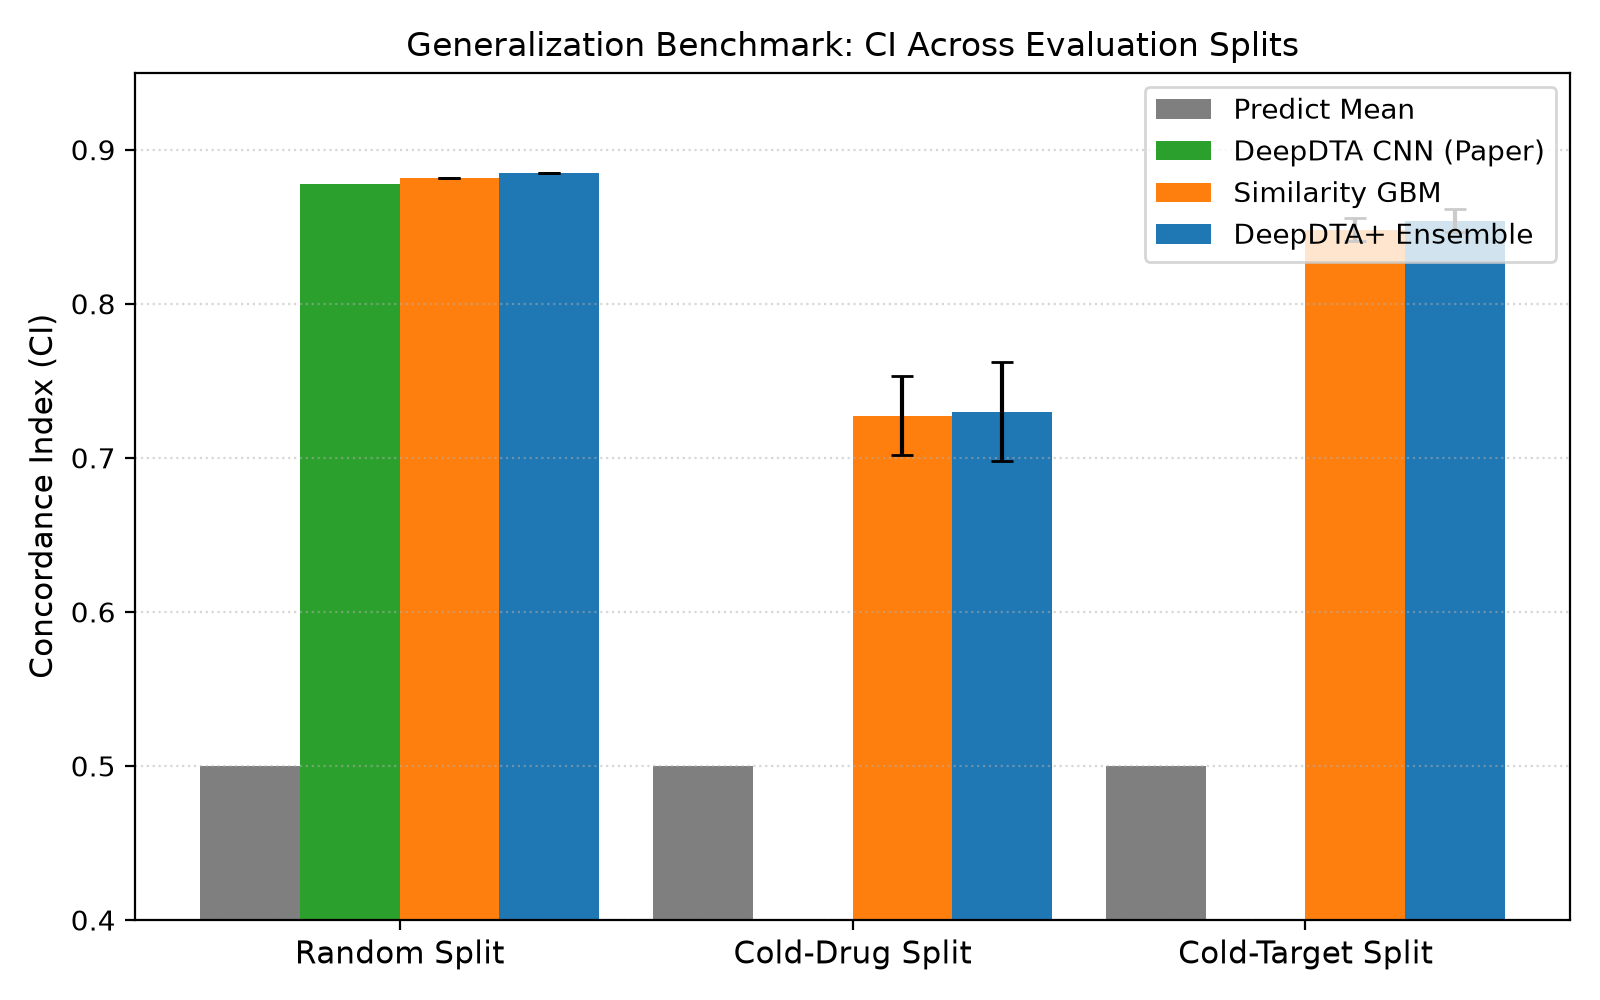 Generalization Benchmark: CI Across Evaluation Splits
Predict Mean
DeepDTA CNN (Paper)
Similarity GBM
DeepDTA+ Ensemble
Concordance Index (CI)
0.9
0.8
0.7
0.6
0.5
0.4
Random Split
Cold-Drug Split
Cold-Target Split